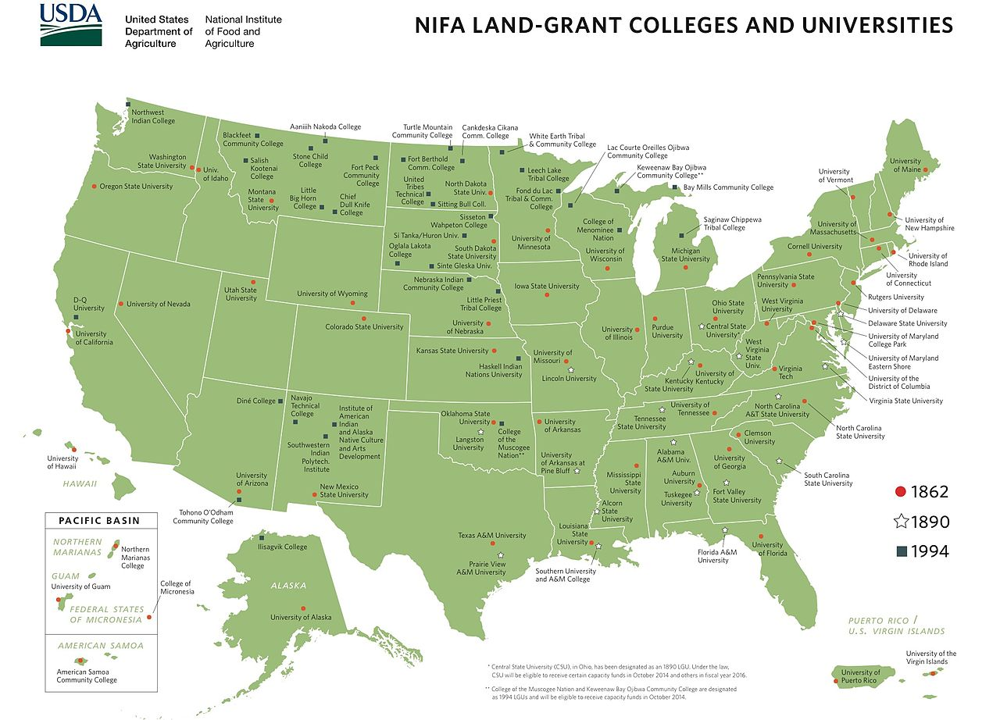 USDA
United States
Department of
Agriculture
National Institute
of Food and
Agriculture
NIFA LAND-GRANT COLLEGES AND UNIVERSITIES
Northwest
Indian College
Washington
State University
Univ.
of Idaho
Oregon State University
Blackfeet
Community College
Aaniiih Nakoda College
Stone Child
College
Salish
Kootenai
College
Fort Peck
Community
College
Montana
State
University
Little
Big Horn
College
Chief
Dull Knife
College
Turtle Mountain
Community College
Cankdeska Cikana
Comm. College
Fort Berthold
Comm. College
United
Tribes
Technical
College
North Dakota
State Univ.
Sitting Bull Coll.
Sisseton
Wahpeton College
Si Tanka/Huron Univ.
Oglala Lakota
College
South Dakota
State University
Sinte Gleska Univ.
White Earth Tribal
& Community College
Leech Lake
Tribal College
Fond du Lac
Tribal & Comm.
College
University of
Minnesota
Lac Courte Oreilles Ojibwa
Community College
Keweenaw Bay Ojibwa
Community College**
Bay Mills Community College
College of
Menominee
Nation
University of
Wisconsin
Saginaw Chippewa
Tribal College
Michigan
State University
University
of Vermont
University
of Maine
University of
New Hampshire
University of
Massachusetts
Cornell University
University of
Rhode Island
University
of Connecticut
Pennsylvania State
University
Rutgers University
University of Delaware
Delaware State University
University of Maryland
College Park
University of Maryland
Eastern Shore
University of the
District of Columbia
Virginia State University
Ohio State
University
Central State
University*
West Virginia
University
West
Virginia
State
Univ.
Virginia
Tech
Purdue
University
University
of Illinois
Iowa State University
Nebraska Indian
Community College
Little Priest
Tribal College
University
of Nebraska
Kansas State University
Haskell Indian
Nations University
University of
Missouri
Lincoln University
University of
Kentucky
Kentucky
State University
University of Wyoming
Colorado State University
Utah State
University
University of Nevada
D-Q
University
University
of California
Diné College
Navajo
Technical
College
Institute of
American
Indian
and Alaska
Native Culture
and Arts
Development
Southwestern
Indian
Polytech.
Institute
University
of Arizona
New Mexico
State University
Tohono O'Odham
Community College
Oklahoma State
University
Langston
University
College
of the
Muscogee
Nation**
University
of Arkansas
University
of Arkansas at
Pine Bluff
Tennessee
State University
University of
Tennessee
North Carolina
A&T State University
North Carolina
State University
Clemson
University
South Carolina
State University
University
of Georgia
Fort Valley
State University
Alabama
A&M Univ.
Auburn
University
Tuskegee
University
Mississippi
State
University
Alcorn
State
University
Louisiana
State
University
Southern University
and A&M College
Texas A&M University
Prairie View
A&M University
Florida A&M
University
University
of Florida
University
of Hawaii
HAWAII
PACIFIC BASIN
NORTHERN
MARIANAS
Northern
Marianas
College
GUAM
University of Guam
College of
Micronesia
FEDERAL STATES
OF MICRONESIA
AMERICAN SAMOA
American Samoa
Community College
Ilisagvik College
ALASKA
University of Alaska
1862
1890
1994
PUERTO RICO /
U.S. VIRGIN ISLANDS
University of the
Virgin Islands
University of
Puerto Rico
* Central State University (CSU), in Ohio, has been designated as an 1890 LGU. Under the law,
CSU will be eligible to receive certain capacity funds in October 2014 and others in fiscal year 2016.
** College of the Muscogee Nation and Keweenaw Bay Ojibwa Community College are designated
as 1994 LGUs and will be eligible to receive capacity funds in October 2014.